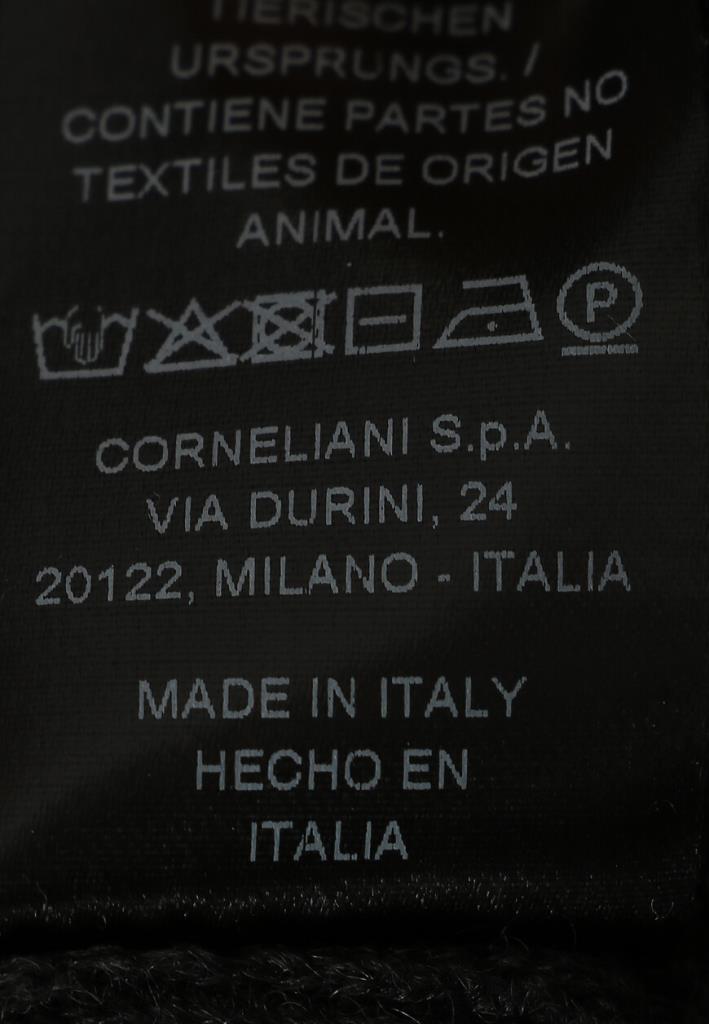 TIERISCHEN
URSPRUNGS. /
CONTIENE PARTES NO
TEXTILES DE ORIGEN
ANIMAL.
P
CORNELIANI S.p.A.
VIA DURINI, 24
20122, MILANO - ITALIA
MADE IN ITALY
HECHO EN
ITALIA